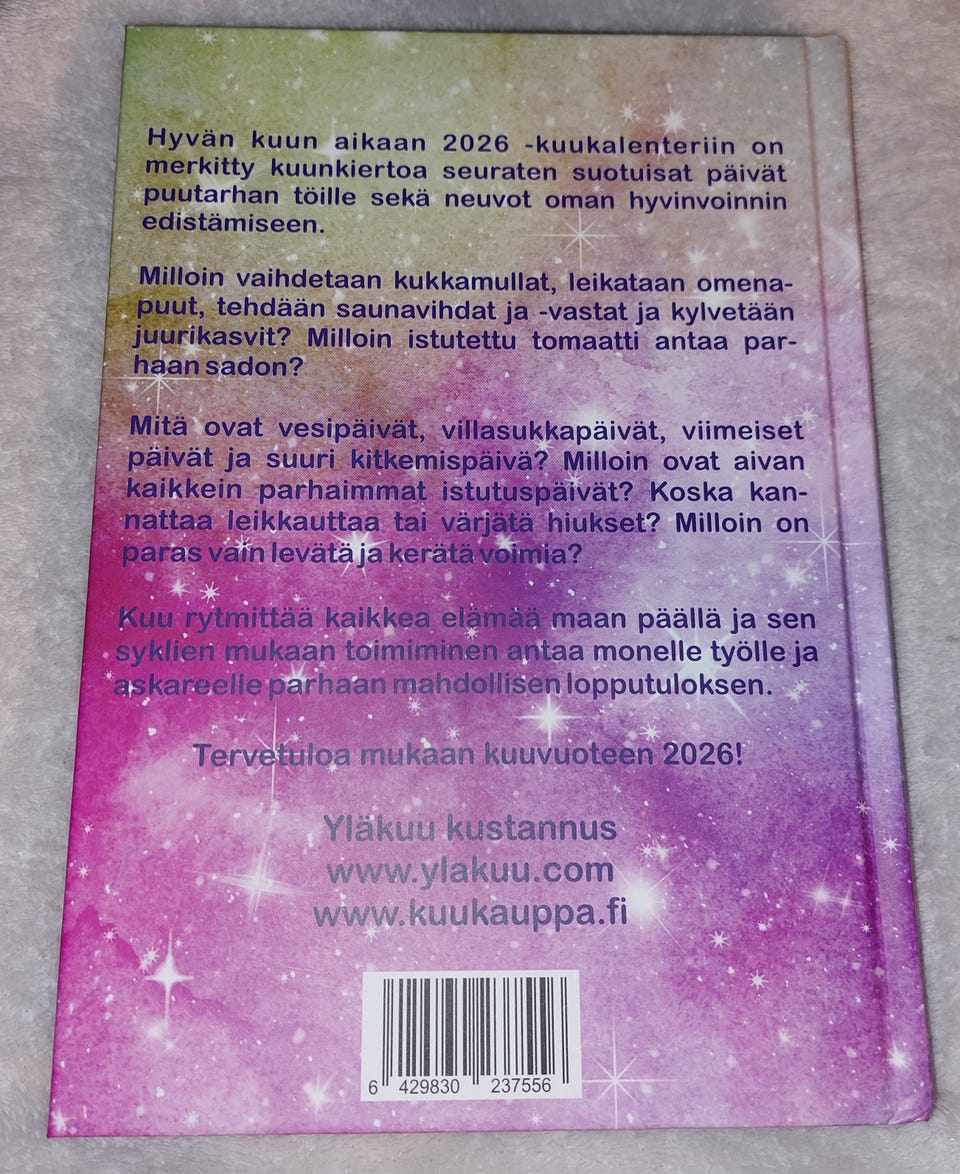 Hyvän kuun aikaan 2026 -kuukalenteriin on
merkitty kuunkiertoa seuraten suotuisat päivät
puutarhan töille sekä neuvot oman hyvinvoinnin
edistämiseen.
Milloin vaihdetaan kukkamullat, leikataan omena-
puut, tehdään saunavihdat ja -vastat ja kylvetään
juurikasvit? Milloin istutettu tomaatti antaa par-
haan sadon?
Mitä ovat vesipäivät, villasukkapäivät, viimeiset
päivät ja suuri kitkemispäivä? Milloin ovat aivan
kaikkein parhaimmat istutuspäivät? Koska kan-
nattaa leikkauttaa tai värjätä hiukset? Milloin on
paras vain levätä ja kerätä voimia?
Kuu rytmittää kaikkea elämää maan päällä ja sen
syklien mukaan toimiminen antaa monelle työlle ja
askareelle parhaan mahdollisen lopputuloksen.
Tervetuloa mukaan kuuvuoteen 2026!
Yläkuu kustannus
www.ylakuu.com
www.kuukauppa.fi
6 429830 237556